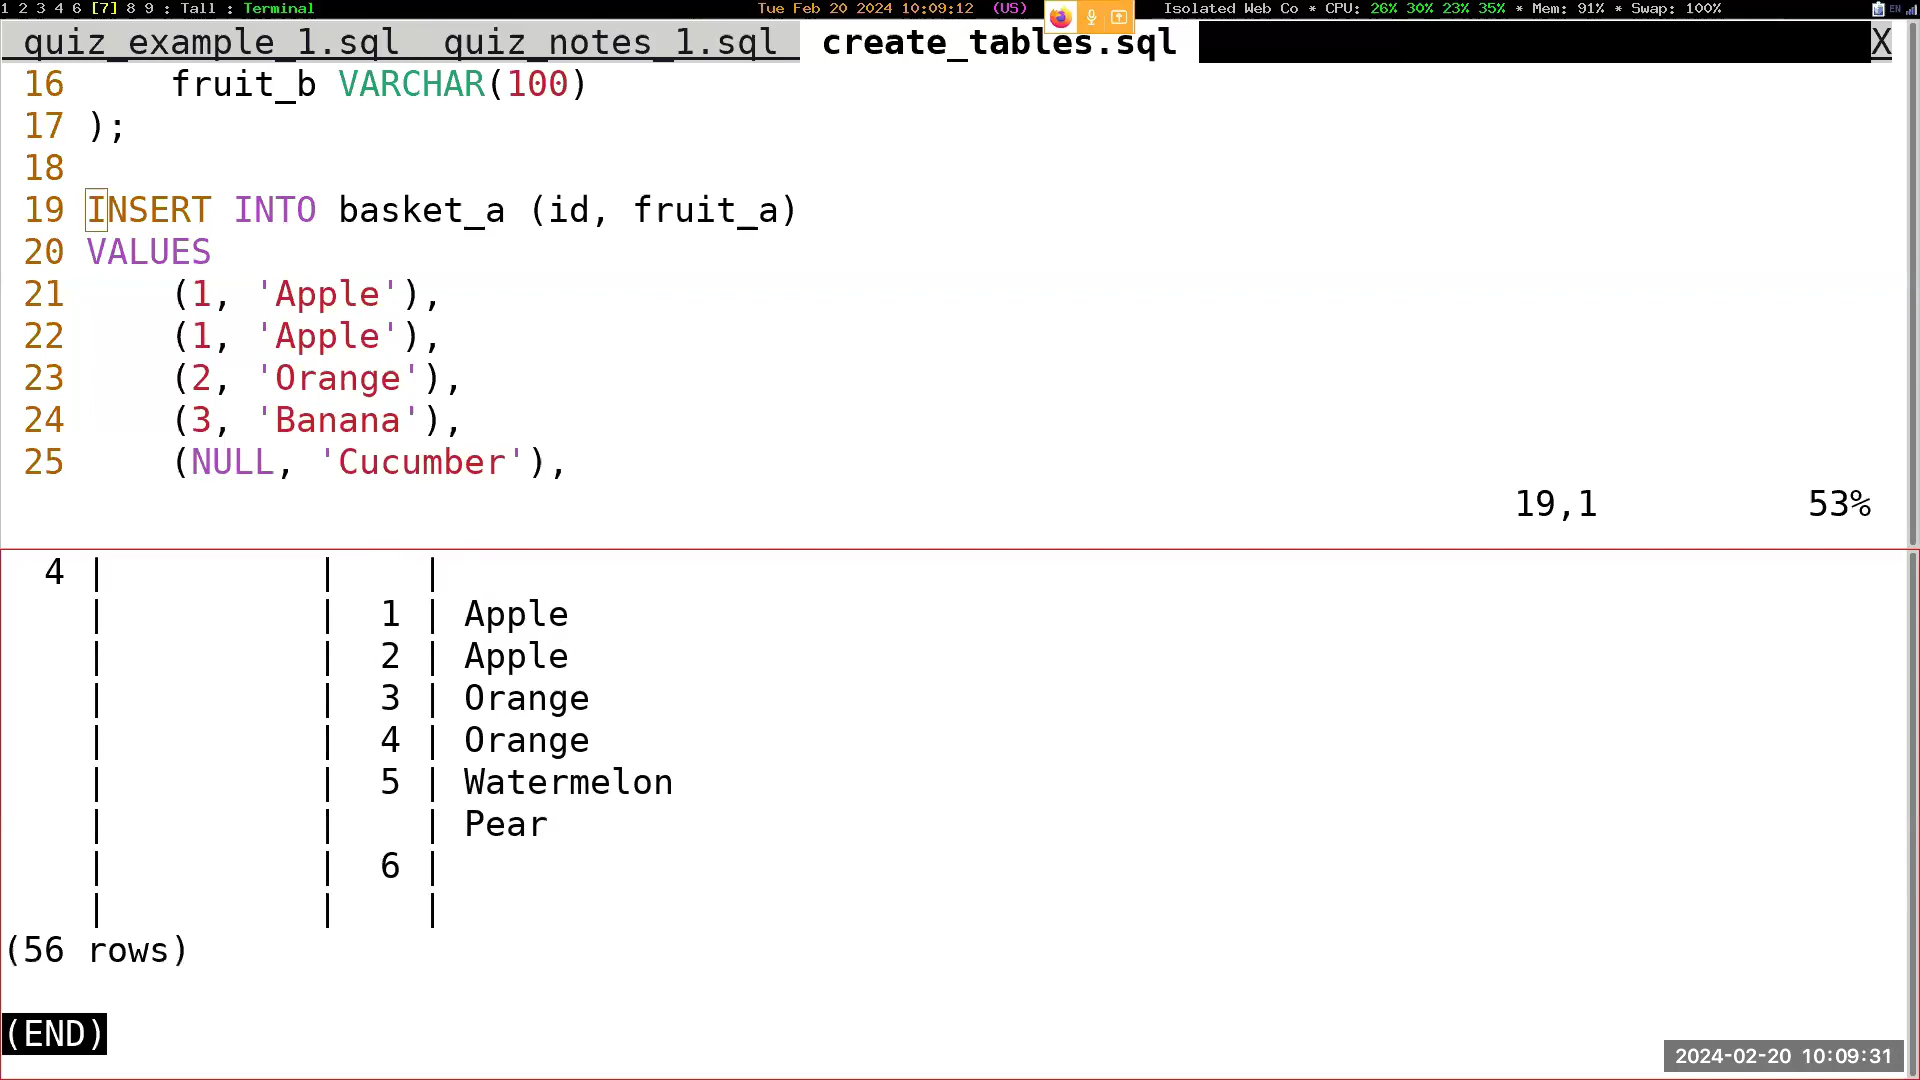 1 2 3 4 6 [7] 8 9 : Tall : Terminal Tue Feb 20 2024 10:09:12 (US) Isolated Web Co * CPU: 26% 30% 23% 35% * Mem: 91% * Swap: 100% EN
quiz_example_1.sql quiz_notes_1.sql create_tables.sql X
16 fruit_b VARCHAR(100)
17 );
18
19 INSERT INTO basket_a (id, fruit_a)
20 VALUES
21 (1, 'Apple'),
22 (1, 'Apple'),
23 (2, 'Orange'),
24 (3, 'Banana'),
25 (NULL, 'Cucumber'),
19,1 53%
4 | | |
| | 1 | Apple
| | 2 | Apple
| | 3 | Orange
| | 4 | Orange
| | 5 | Watermelon
| | | Pear
| | 6 |
| | |
(56 rows)
(END)
2024-02-20 10:09:31